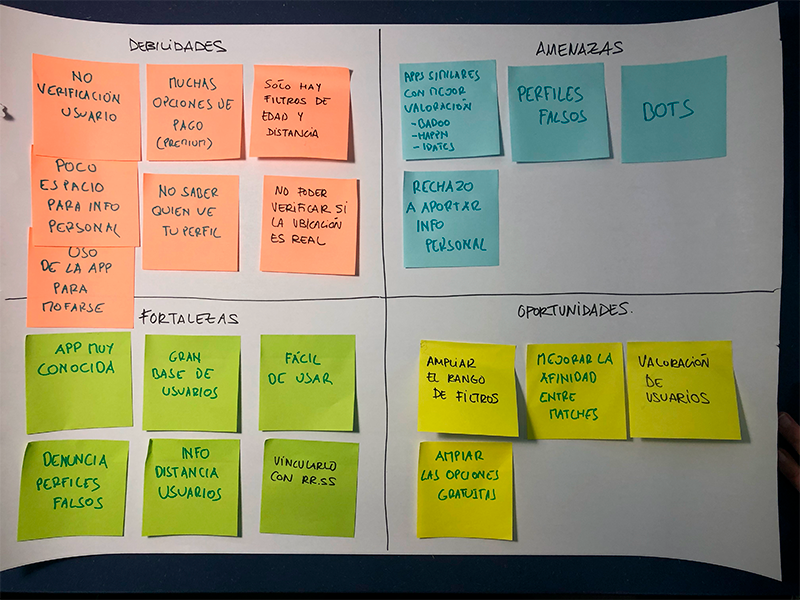 DEBILIDADES
NO
VERIFICACIÓN
USUARIO
MUCHAS
OPCIONES DE
PAGO
(PREMIUM)
SÓLO HAY
FILTROS DE
EDAD Y
DISTANCIA
POCO
ESPACIO
PARA INFO
PERSONAL
NO SABER
QUIEN VE
TU PERFIL
NO PODER
VERIFICAR SI
LA UBICACIÓN
ES REAL
USO
DE LA APP
PARA
MOFARSE
AMENAZAS
APPS SIMILARES
CON MEJOR
VALORACIÓN
-BADOO
-HAPPN
-IDATES
PERFILES
FALSOS
BOTS
RECHAZO
A APORTAR
INFO
PERSONAL
FORTALEZAS
APP MUY
CONOCIDA
GRAN
BASE DE
USUARIOS
FÁCIL
DE USAR
DENUNCIA
PERFILES
FALSOS
INFO
DISTANCIA
USUARIOS
VINCULARLO
CON RR.SS
OPORTUNIDADES.
AMPLIAR
EL RANGO
DE FILTROS
MEJORAR LA
AFINIDAD
ENTRE
MATCHES
VALORACIÓN
DE
USUARIOS
AMPIAR
LAS OPCIONES
GRATUITAS